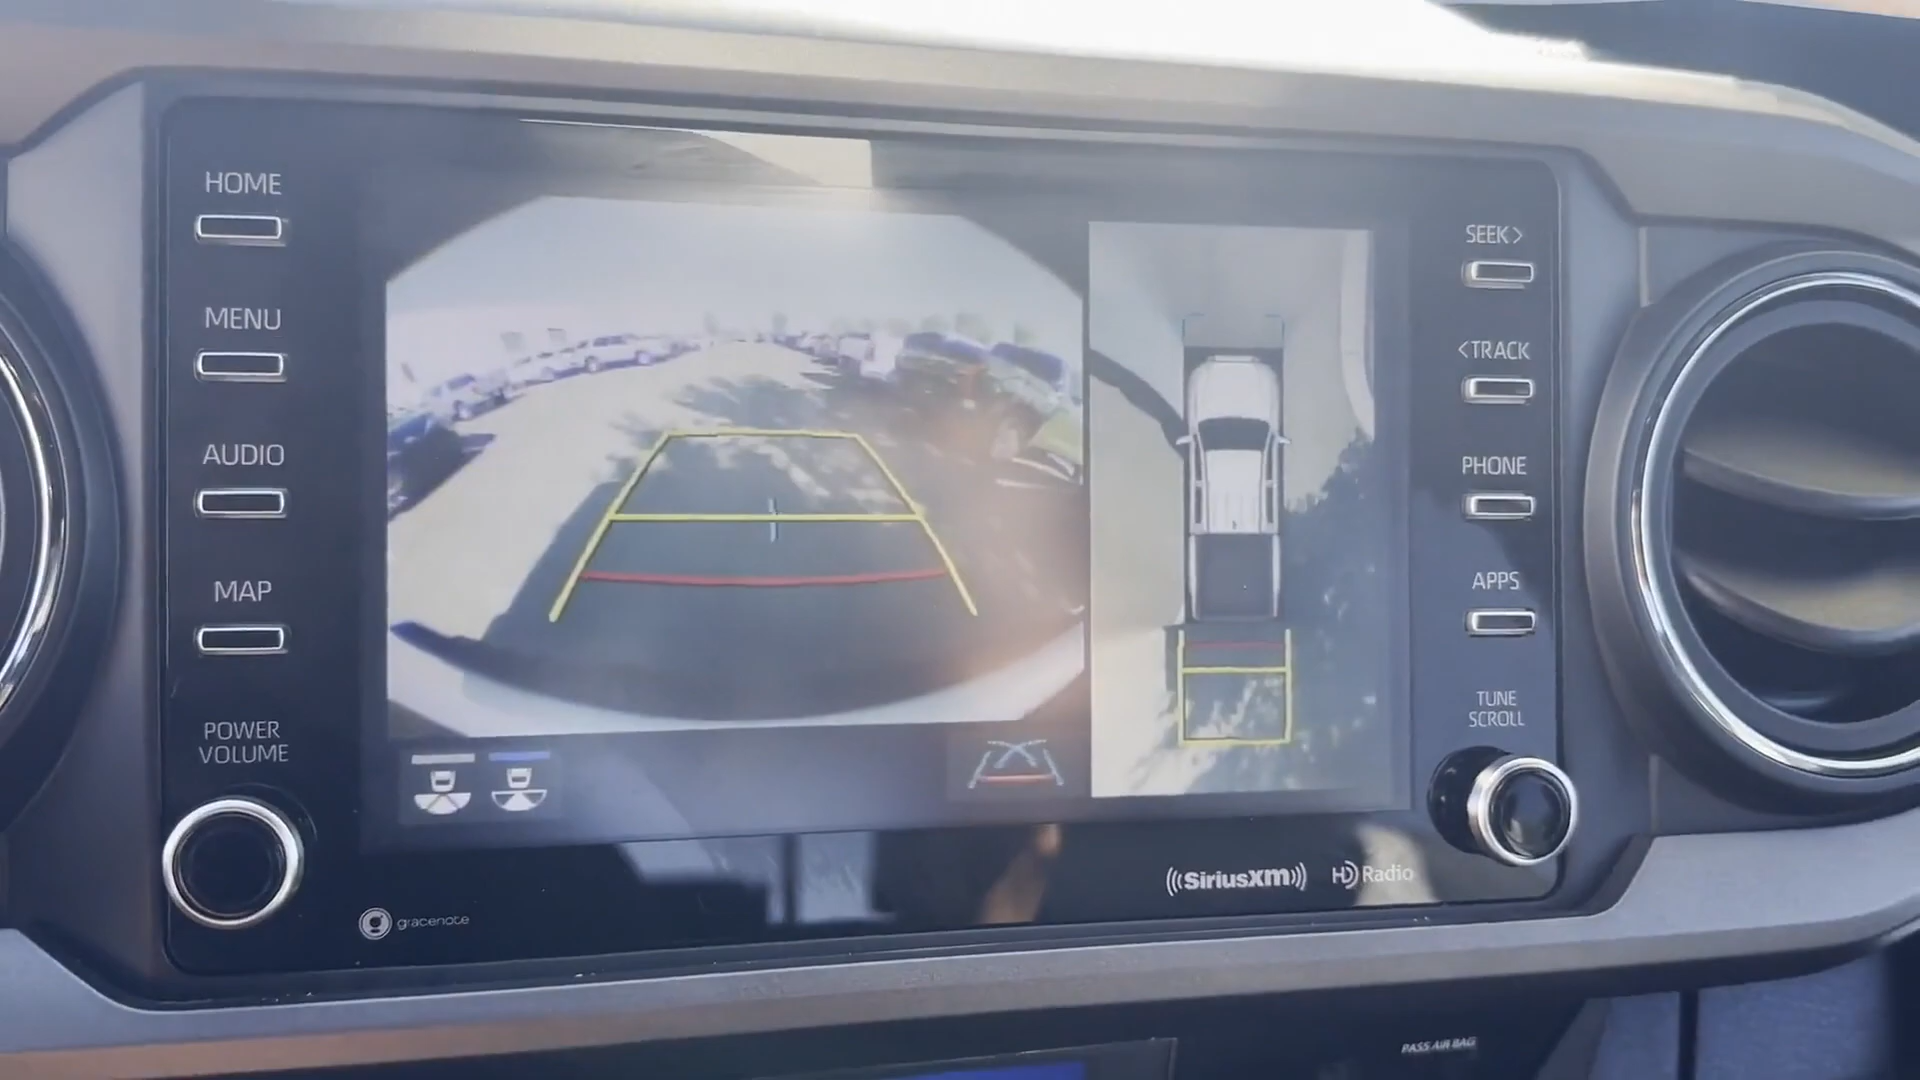 HOME
MENU
AUDIO
MAP
POWER
VOLUME
gracenote
SEEK>
<TRACK
PHONE
APPS
TUNE
SCROLL
((SiriusXM))
HD Radio
PASS AIR BAG